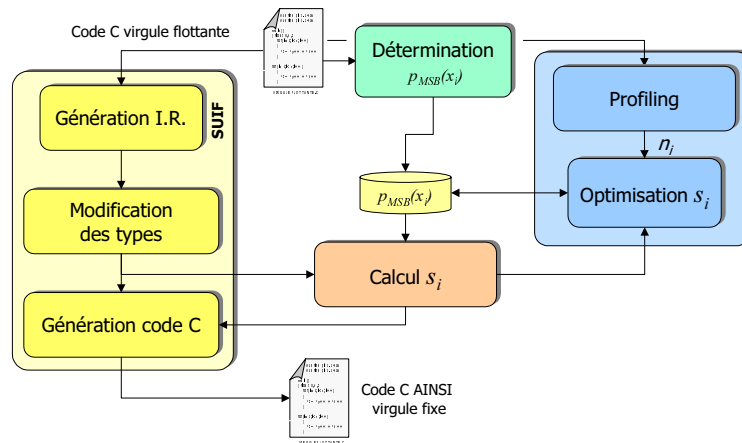 Code C virgule flottante
Détermination
pMSB(xi)
SUIF
Génération I.R.
Profiling
ni
Modification
des types
pMSB(xi)
Optimisation si
Calcul si
Génération code C
Code C AINSI
virgule fixe